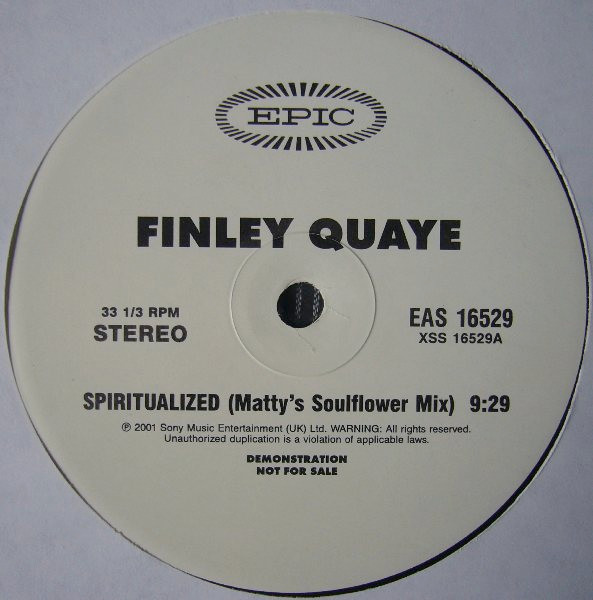 EPIC
FINLEY QUAYE
33 1/3 RPM
STEREO
EAS 16529
XSS 16529A
SPIRITUALIZED (Matty's Soulflower Mix) 9:29
℗ 2001 Sony Music Entertainment (UK) Ltd. WARNING: All rights reserved.
Unauthorized duplication is a violation of applicable laws.
DEMONSTRATION
NOT FOR SALE